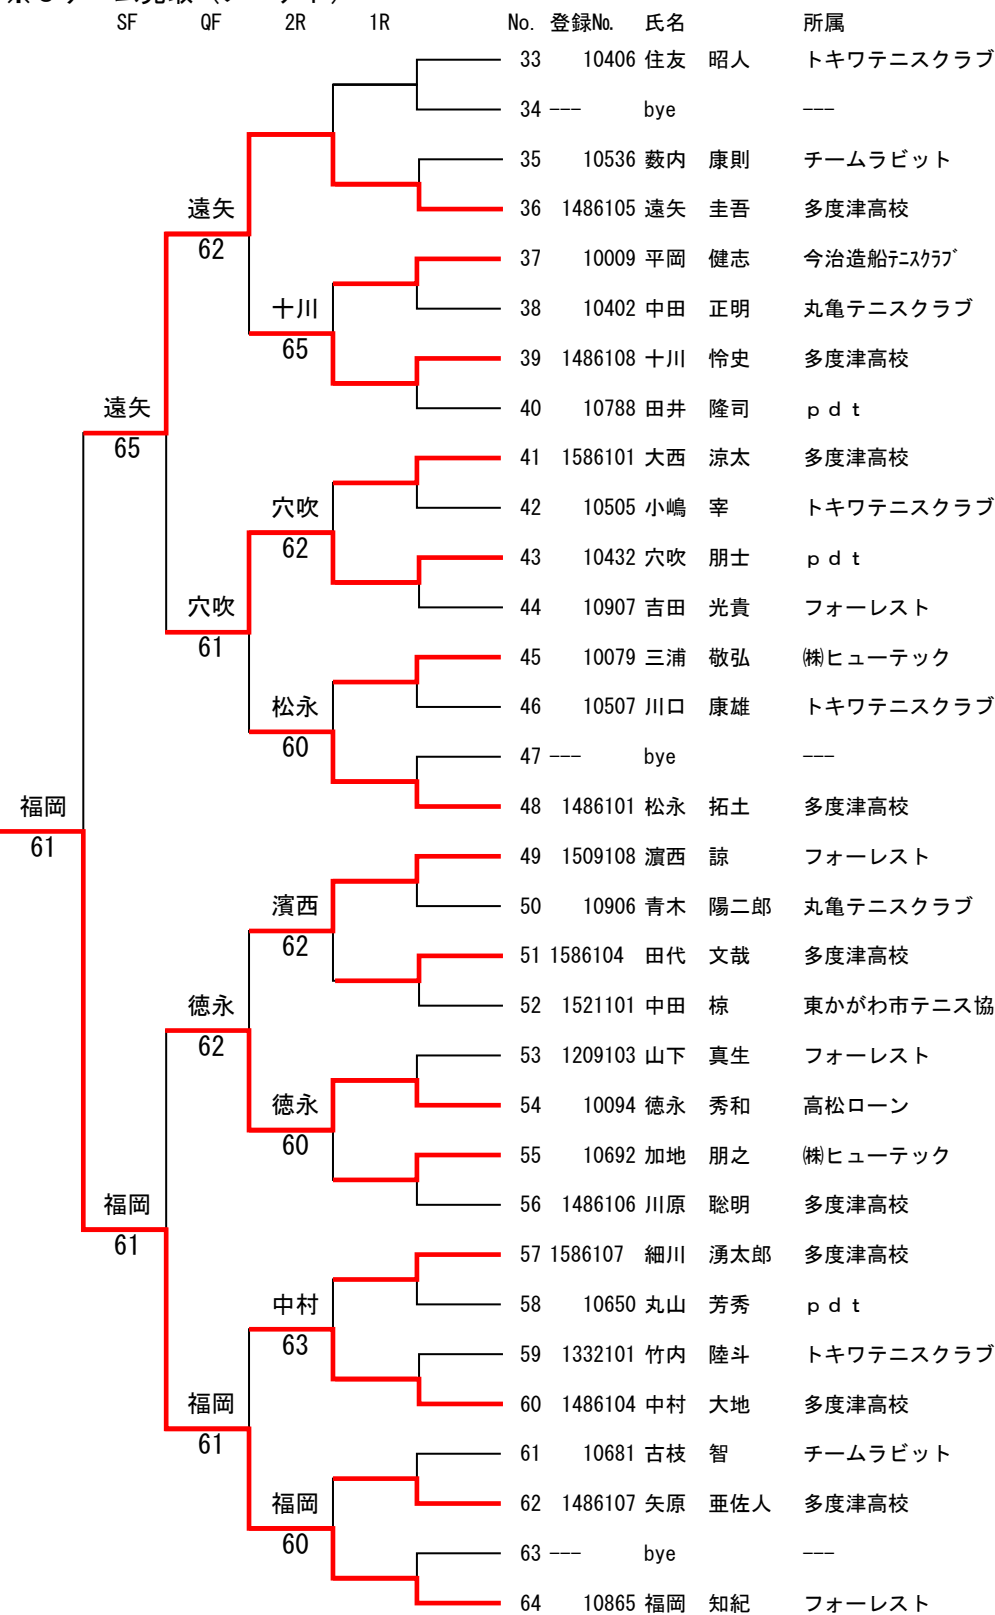 SF QF 2R 1R No. 登録№ 氏名 所属
33 10406 住友 昭人 トキワテニスクラブ
34 --- bye ---
35 10536 薮内 康則 チームラビット
遠矢 36 1486105 遠矢 圭吾 多度津高校
62 37 10009 平岡 健志 今治造船ﾃﾆｽｸﾗﾌﾞ
十川 38 10402 中田 正明 丸亀テニスクラブ
65 39 1486108 十川 怜史 多度津高校
遠矢 40 10788 田井 隆司 ｐｄｔ
65 41 1586101 大西 涼太 多度津高校
穴吹 42 10505 小嶋 宰 トキワテニスクラブ
62 43 10432 穴吹 朋士 ｐｄｔ
穴吹 44 10907 吉田 光貴 フォーレスト
61 45 10079 三浦 敬弘 ㈱ヒューテック
松永 46 10507 川口 康雄 トキワテニスクラブ
60 47 --- bye ---
福岡 48 1486101 松永 拓土 多度津高校
61 49 1509108 濵西 諒 フォーレスト
濵西 50 10906 青木 陽二郎 丸亀テニスクラブ
62 51 1586104 田代 文哉 多度津高校
徳永 52 1521101 中田 椋 東かがわ市テニス協
62 53 1209103 山下 真生 フォーレスト
徳永 54 10094 徳永 秀和 高松ローン
60 55 10692 加地 朋之 ㈱ヒューテック
福岡 56 1486106 川原 聡明 多度津高校
61 57 1586107 細川 湧太郎 多度津高校
中村 58 10650 丸山 芳秀 ｐｄｔ
63 59 1332101 竹内 陸斗 トキワテニスクラブ
福岡 60 1486104 中村 大地 多度津高校
61 61 10681 古枝 智 チームラビット
福岡 62 1486107 矢原 亜佐人 多度津高校
60 63 --- bye ---
64 10865 福岡 知紀 フォーレスト